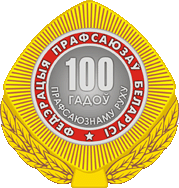 ФЕДЭРАЦЫЯ ПРАФСАЮЗАЎ БЕЛАРУСІ
100
ГАДОЎ
ПРАФСАЮЗНАМУ РУХУ